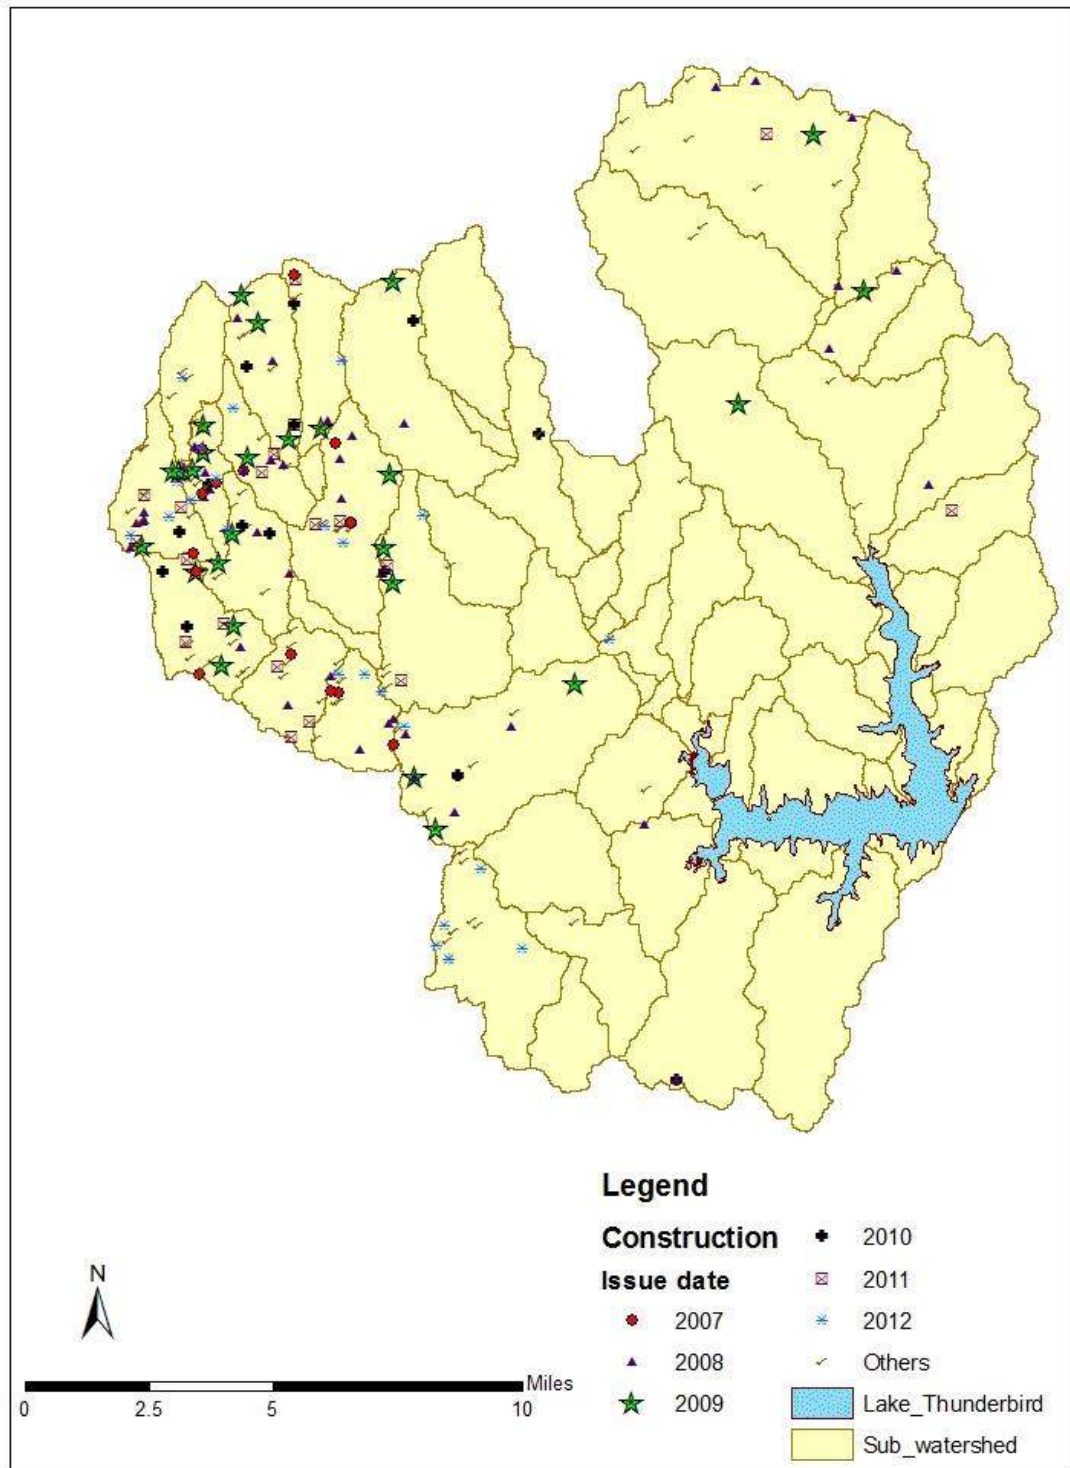 Legend
Construction
Issue date
2007
2008
2009
2010
2011
2012
Others
Lake_Thunderbird
Sub_watershed
N
Miles
0 2.5 5 10